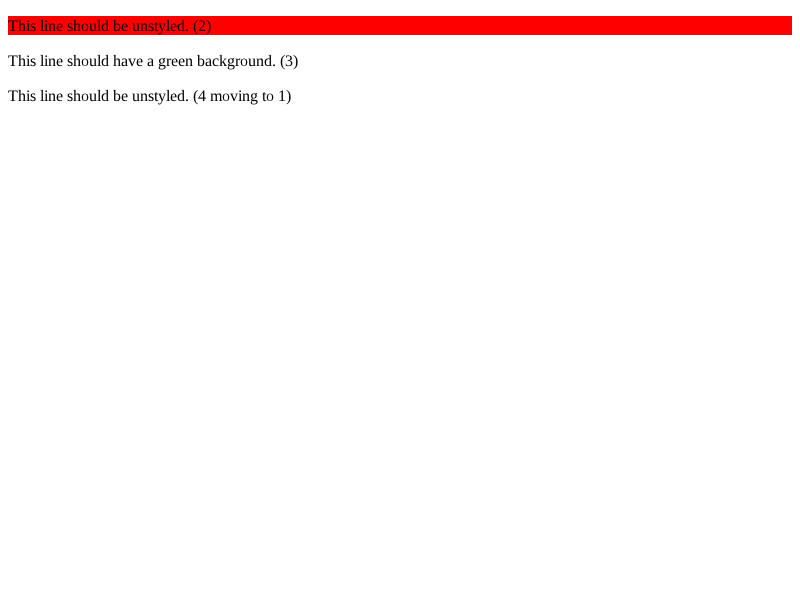 This line should be unstyled. (2)
This line should have a green background. (3)
This line should be unstyled. (4 moving to 1)